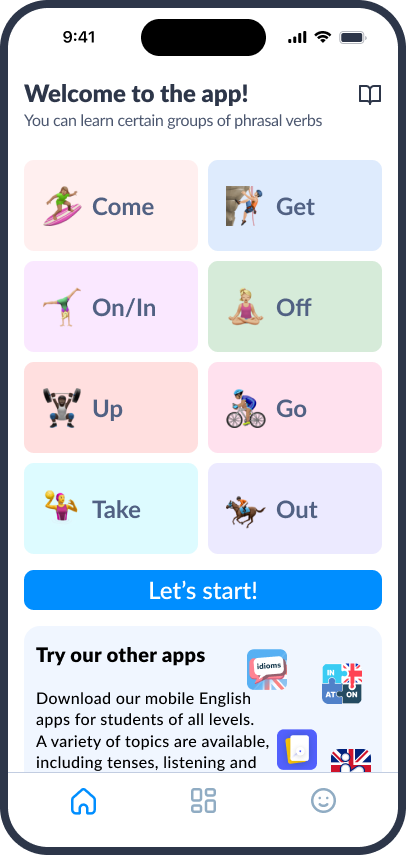 9:41
Welcome to the app!
You can learn certain groups of phrasal verbs
Come
Get
On/In
Off
Up
Go
Take
Out
Let's start!
Try our other apps
idioms
IN
AT ON
Download our mobile English
apps for students of all levels.
A variety of topics are available,
including tenses, listening and